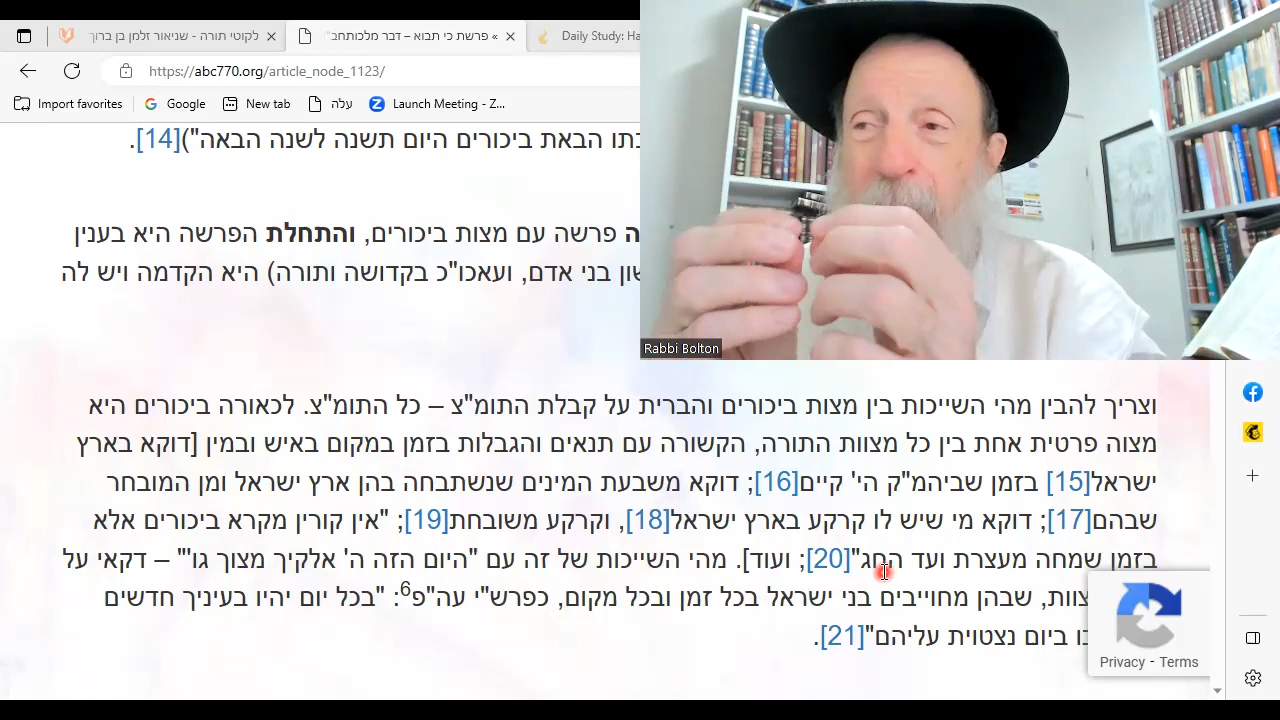 לקוטי תורה - שניאור זלמן בן ברוך
» פרשת כי תבוא – דבר מלכותחב"
Daily Study: Ha
https://abc770.org/article_node_1123/
Import favorites
Google
New tab
עלה
Launch Meeting - Z...
הבאת ביכורים היום תשנה לשנה הבאה")[14].
פרשה עם מצות ביכורים, והתחלת הפרשה היא בענין
בני אדם, ועאכו"כ בקדושה ותורה) היא הקדמה ויש לה
Rabbi Bolton
וצריך להבין מהי השייכות בין מצות ביכורים והברית על קבלת התומ"צ – כל התומ"צ. לכאורה ביכורים היא
מצוה פרטית אחת בין כל מצוות התורה, הקשורה עם תנאים והגבלות בזמן במקום באיש ובמין [דוקא בארץ
ישראל[15] בזמן שביהמ"ק הי' קיים[16]; דוקא משבעת המינים שנשתבחה בהן ארץ ישראל ומן המובחר
שבהם[17]; דוקא מי שיש לו קרקע בארץ ישראל[18], וקרקע משובחת[19]; "אין קורין מקרא ביכורים אלא
בזמן שמחה מעצרת ועד החג"[20]; ועוד]. מהי השייכות של זה עם "היום הזה ה' אלקיך מצוך גו'" – דקאי על
שבהן מחוייבים בני ישראל בכל זמן ובכל מקום, כפרש"י עה"פ6: "בכל יום יהיו בעיניך חדשים
ביום נצטוית עליהם"[21].
Privacy - Terms